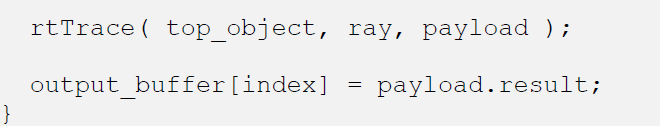 rtTrace( top_object, ray, payload );
output_buffer[index] = payload.result;
}